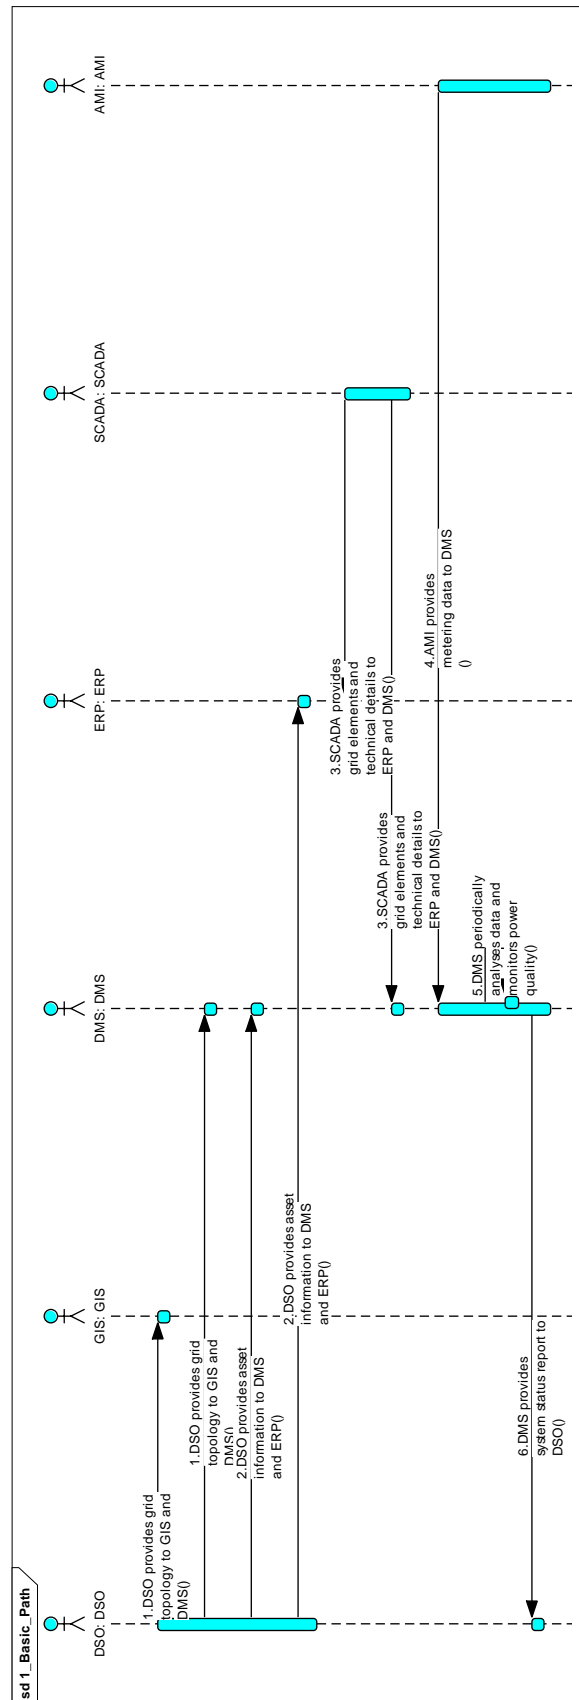 sd 1_Basic_Path
DSO: DSO
GIS: GIS
DMS: DMS
ERP: ERP
SCADA: SCADA
AMI: AMI
1.DSO provides grid
topology to GIS and
DMS()
1.DSO provides grid
topology to GIS and
DMS()
2.DSO provides asset
information to DMS
and ERP()
2.DSO provides asset
information to DMS
and ERP()
3.SCADA provides
grid elements and
technical details to
ERP and DMS()
3.SCADA provides
grid elements and
technical details to
ERP and DMS()
4.AMI provides
metering data to DMS
()
5.DMS periodically
analyses data and
monitors power
quality()
6.DMS provides
system status report to
DSO()